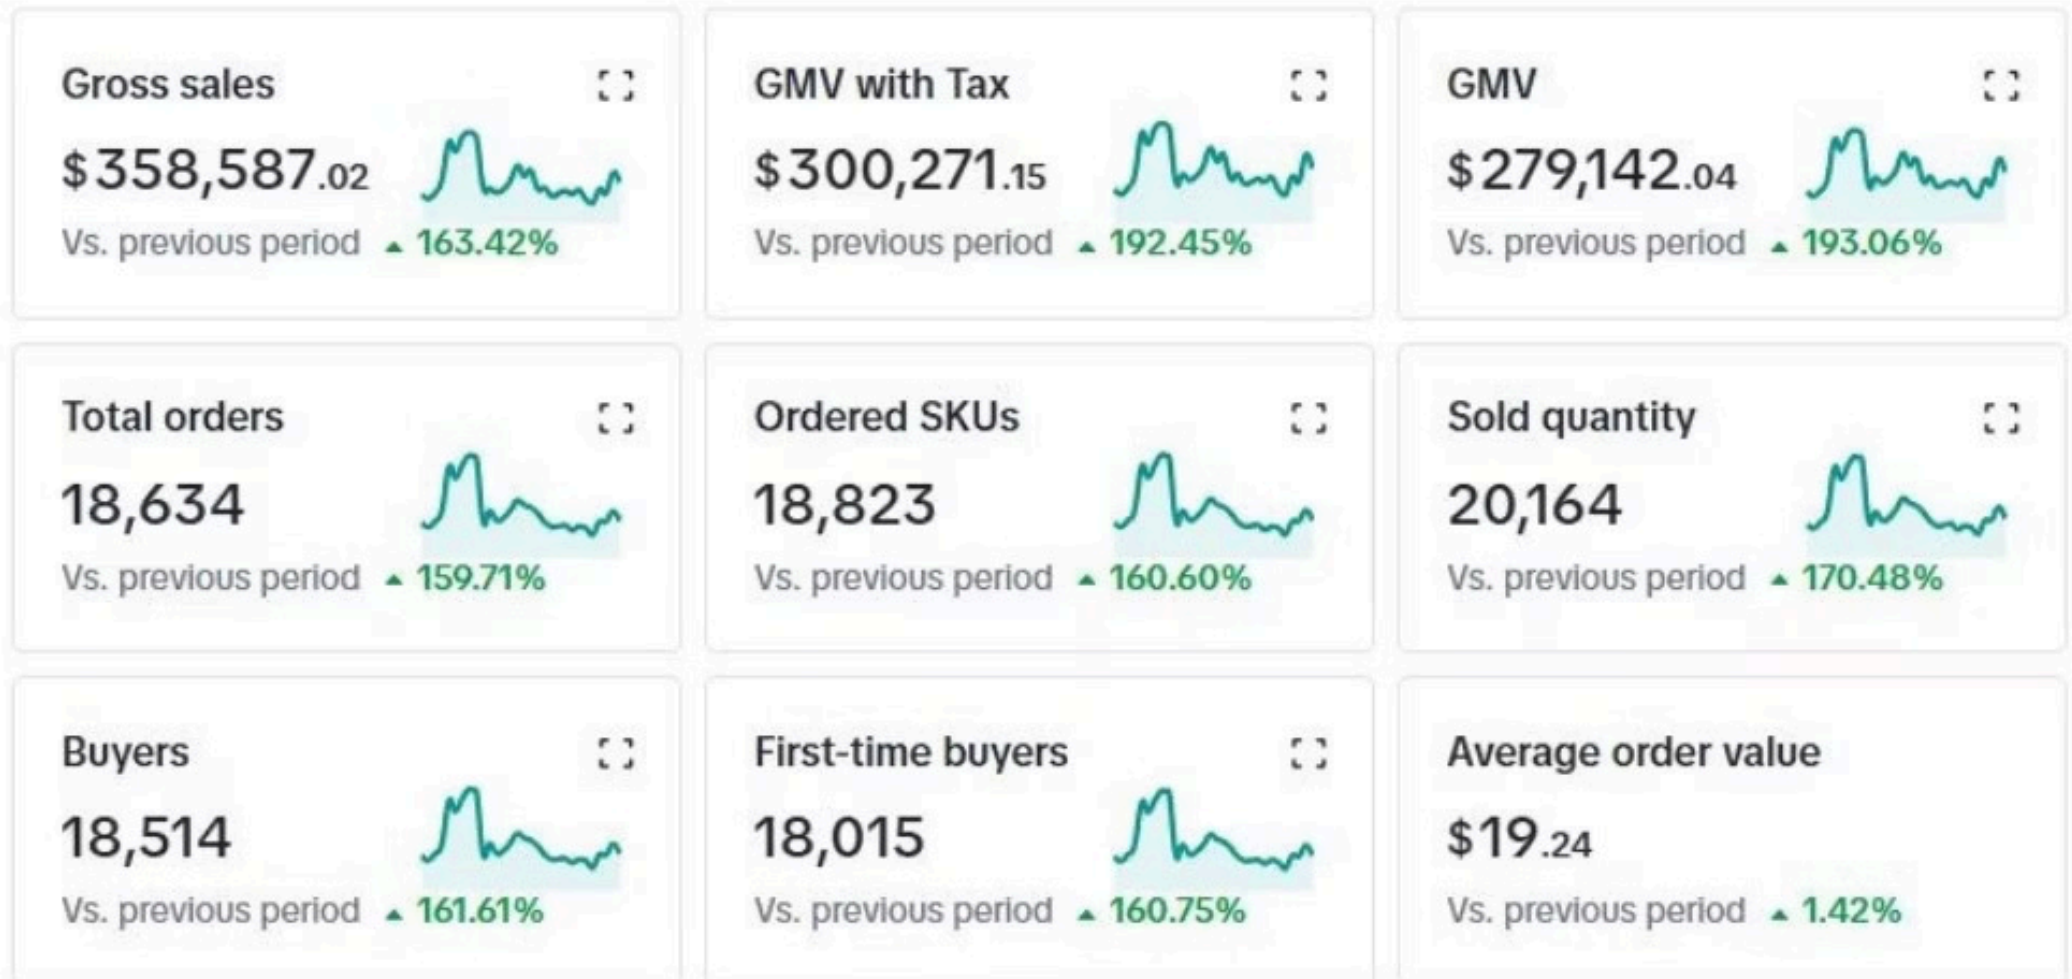 Gross sales
$358,587.02
Vs. previous period ▲ 163.42%
GMV with Tax
$300,271.15
Vs. previous period ▲ 192.45%
GMV
$279,142.04
Vs. previous period ▲ 193.06%
Total orders
18,634
Vs. previous period ▲ 159.71%
Ordered SKUs
18,823
Vs. previous period ▲ 160.60%
Sold quantity
20,164
Vs. previous period ▲ 170.48%
Buyers
18,514
Vs. previous period ▲ 161.61%
First-time buyers
18,015
Vs. previous period ▲ 160.75%
Average order value
$19.24
Vs. previous period ▲ 1.42%